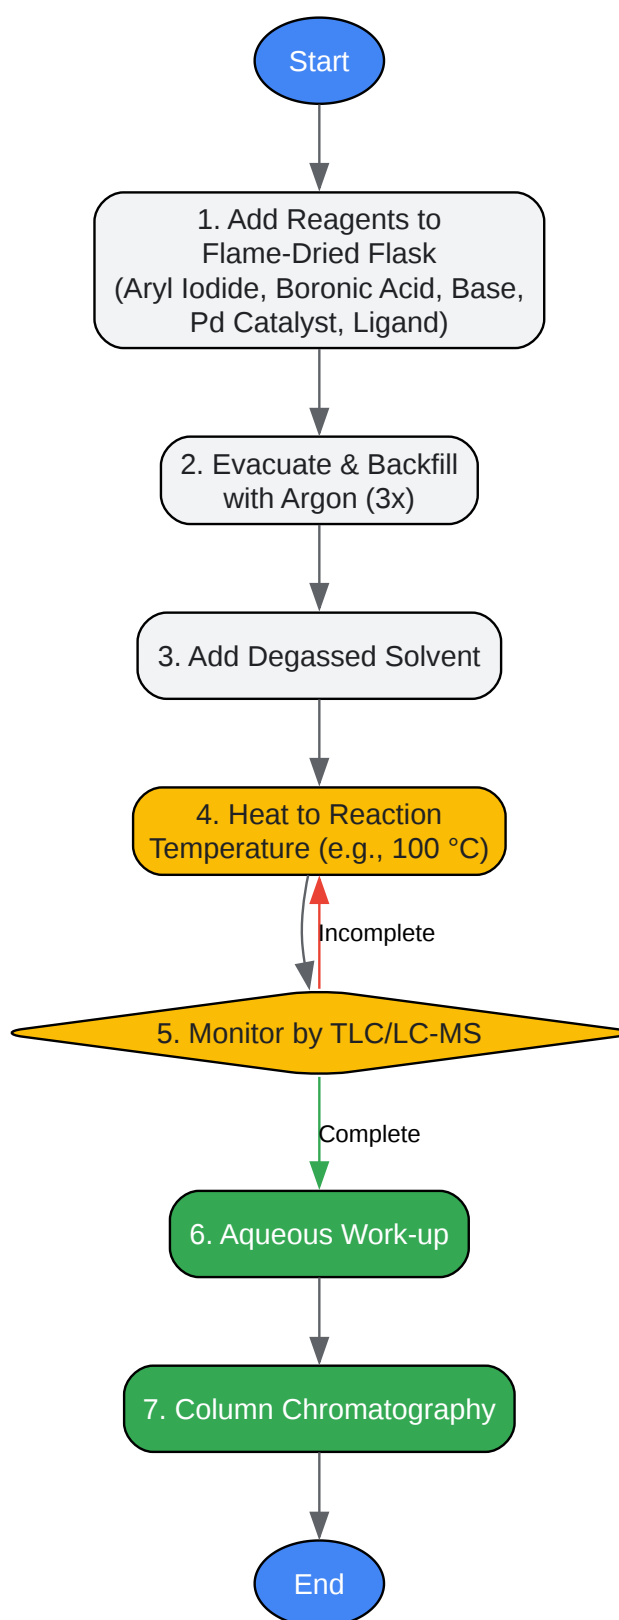 Start
1. Add Reagents to
Flame-Dried Flask
(Aryl Iodide, Boronic Acid, Base,
Pd Catalyst, Ligand)
2. Evacuate & Backfill
with Argon (3x)
3. Add Degassed Solvent
4. Heat to Reaction
Temperature (e.g., 100 °C)
Incomplete
5. Monitor by TLC/LC-MS
Complete
6. Aqueous Work-up
7. Column Chromatography
End